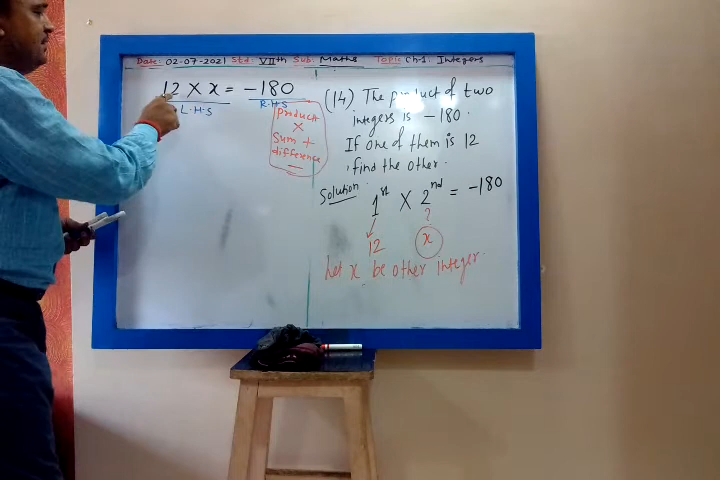 Date: 02-07-2021 Std: VIIth Sub: Maths Topic Ch-1 Integers
12 X x = -180
L.H.S R.H.S
Product
X
Sum +
difference
-
(14) The product of two
integers is -180.
If one of them is 12
find the other.
Solution
1st X 2nd = -180
?
12 x
Let x be other integer.